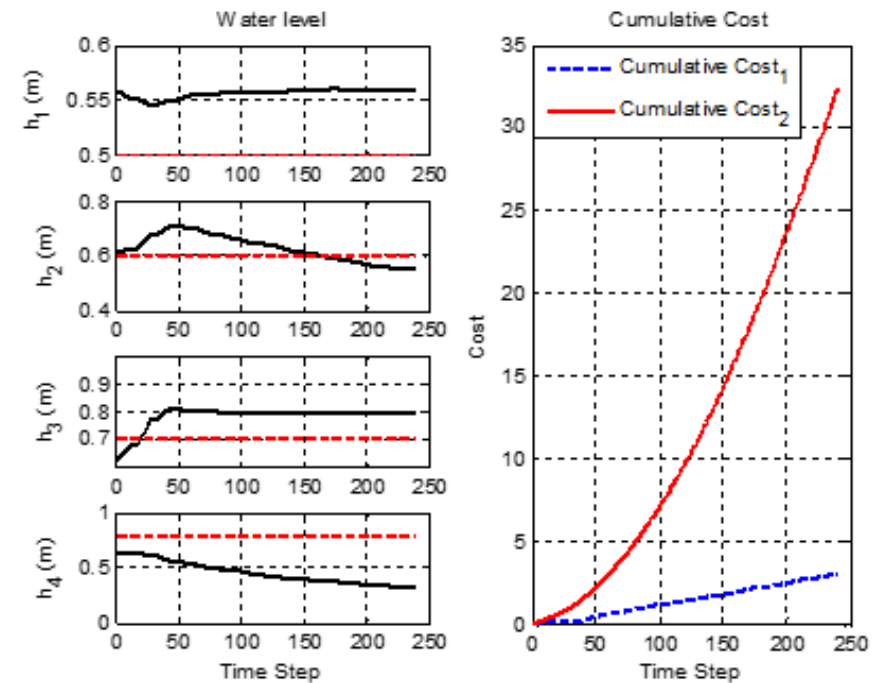 Water level
0.6
0.55
0.5
h1 (m)
0 50 100 150 200 250
0.8
0.6
0.4
h2 (m)
0 50 100 150 200 250
0.9
0.8
0.7
h3 (m)
0 50 100 150 200 250
1
0.5
0
h4 (m)
0 50 100 150 200 250
Time Step
Cumulative Cost
35
30
25
20
15
10
5
0
Cost
Cumulative Cost1
Cumulative Cost2
0 50 100 150 200 250
Time Step